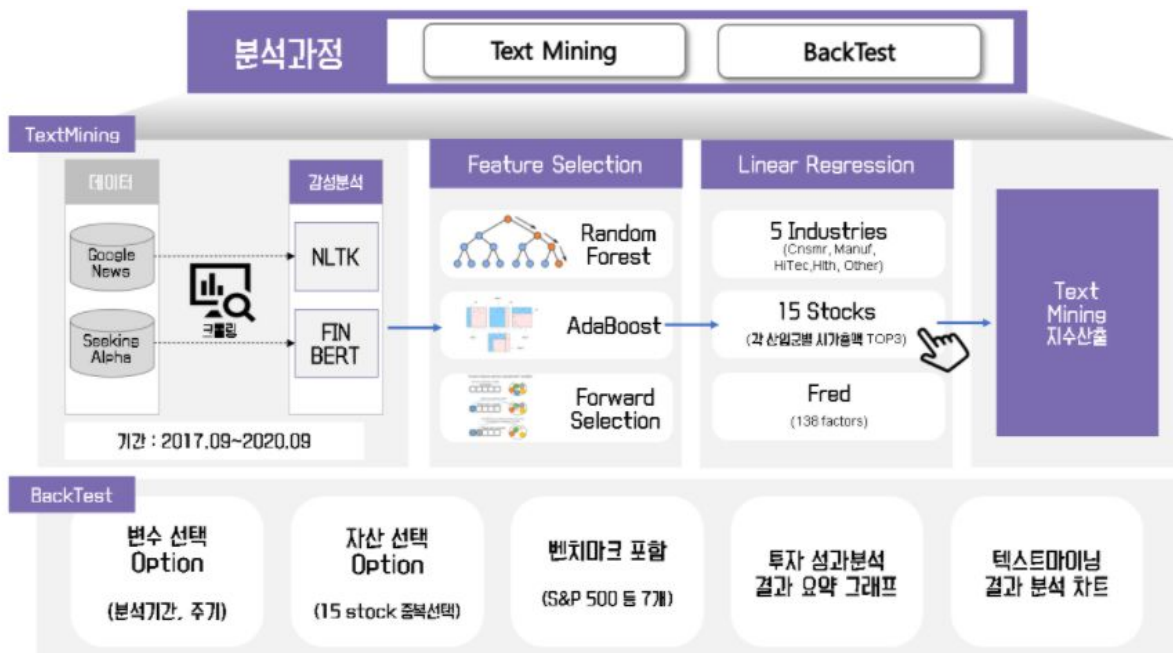 분석과정
Text Mining
BackTest
TextMining
데이터
감성분석
Google
News
Seeking
Alpha
크롤링
NLTK
FIN
BERT
기간 : 2017.09~2020.09
Feature Selection
Random
Forest
AdaBoost
Forward
Selection
Linear Regression
5 Industries
(Cnsmr, Manuf,
HiTec,Hlth, Other)
15 Stocks
(각 산업군별 시가총액 TOP3)
Fred
(138 factors)
Text
Mining
지수산출
BackTest
변수 선택
Option
(분석기간, 주기)
자산 선택
Option
(15 stock 중복선택)
벤치마크 포함
(S&P 500 등 7개)
투자 성과분석
결과 요약 그래프
텍스트마이닝
결과 분석 차트